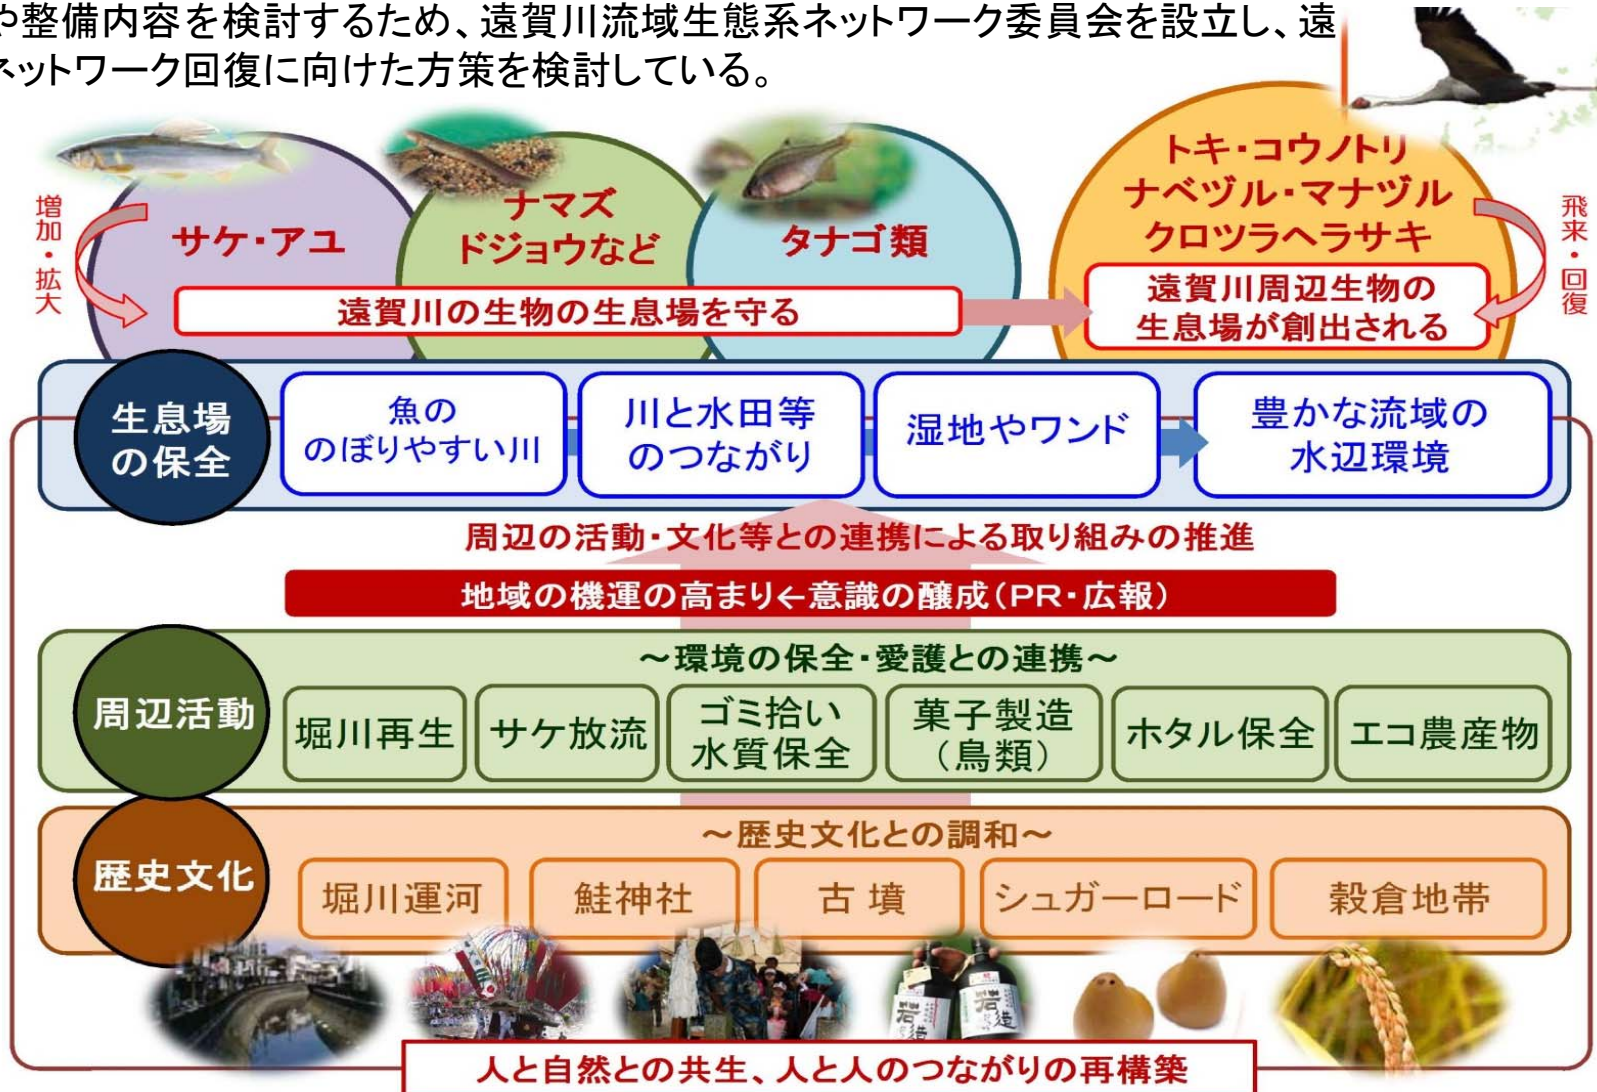 や整備内容を検討するため、遠賀川流域生態系ネットワーク委員会を設立し、遠
ネットワーク回復に向けた方策を検討している。
増加・拡大
サケ・アユ
ナマズ
ドジョウなど
タナゴ類
トキ・コウノトリ
ナベヅル・マナヅル
クロツラヘラサキ
飛来・回復
遠賀川の生物の生息場を守る
遠賀川周辺生物の
生息場が創出される
生息場
の保全
魚の
のぼりやすい川
川と水田等
のつながり
湿地やワンド
豊かな流域の
水辺環境
周辺の活動・文化等との連携による取り組みの推進
地域の機運の高まり←意識の醸成(PR・広報)
周辺活動
～環境の保全・愛護との連携～
堀川再生
サケ放流
ゴミ拾い
水質保全
菓子製造
(鳥類)
ホタル保全
エコ農産物
歴史文化
～歴史文化との調和～
堀川運河
鮭神社
古 墳
シュガーロード
穀倉地帯
人と自然との共生、人と人のつながりの再構築